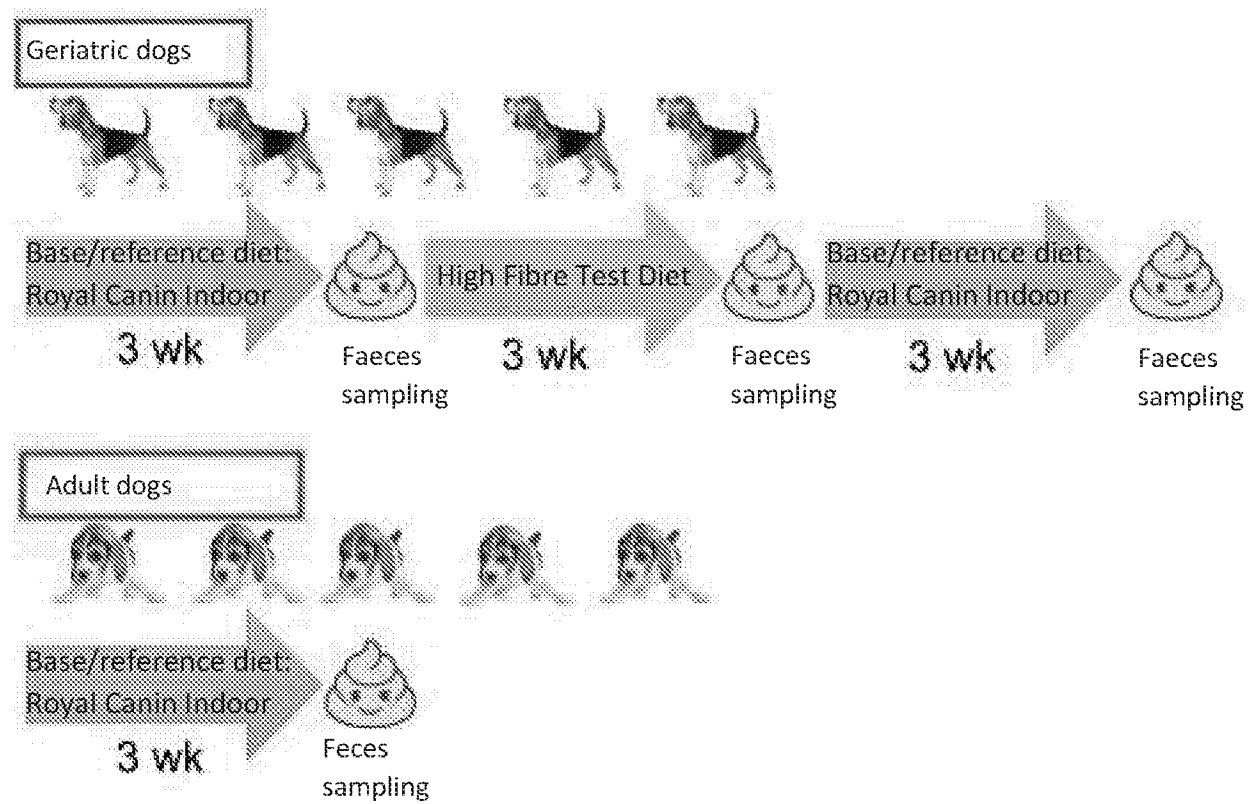 Geriatric dogs
Base/reference diet:
Royal Canin Indoor
3 wk
Faeces
sampling
High Fibre Test Diet
3 wk
Faeces
sampling
Base/reference diet:
Royal Canin Indoor
3 wk
Faeces
sampling
Adult dogs
Base/reference diet:
Royal Canin Indoor
3 wk
Feces
sampling